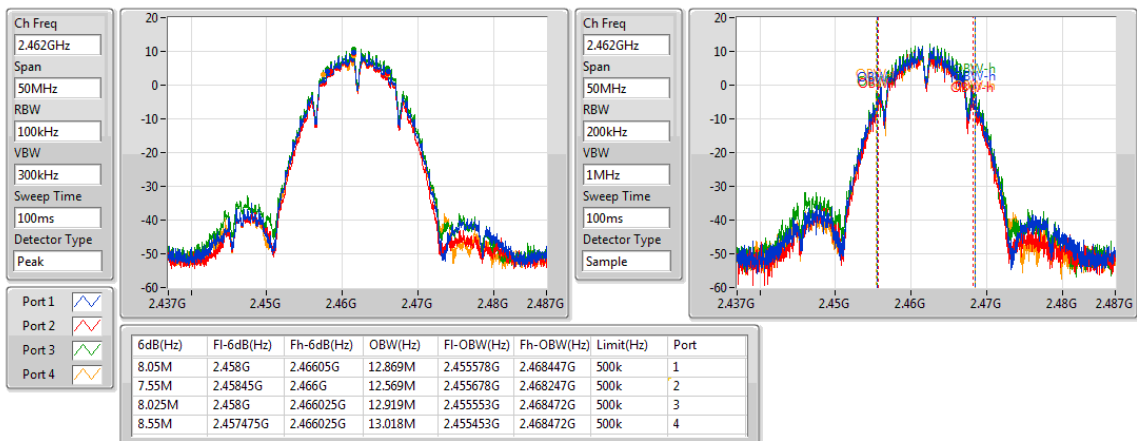 Ch Freq
2.462GHz
Span
50MHz
RBW
100kHz
VBW
300kHz
Sweep Time
100ms
Detector Type
Peak
20
10
0
-10
-20
-30
-40
-50
-60
2.437G 2.45G 2.46G 2.47G 2.48G 2.487G
Ch Freq
2.462GHz
Span
50MHz
RBW
200kHz
VBW
1MHz
Sweep Time
100ms
Detector Type
Sample
20
10
0
-10
-20
-30
-40
-50
-60
OBW-h
OBW-h
OBW-h
2.437G 2.45G 2.46G 2.47G 2.48G 2.487G
Port 1
Port 2
Port 3
Port 4
6dB(Hz) Fl-6dB(Hz) Fh-6dB(Hz) OBW(Hz) Fl-OBW(Hz) Fh-OBW(Hz) Limit(Hz) Port
8.05M 2.458G 2.46605G 12.869M 2.455578G 2.468447G 500k 1
7.55M 2.45845G 2.466G 12.569M 2.455678G 2.468247G 500k 2
8.025M 2.458G 2.466025G 12.919M 2.455553G 2.468472G 500k 3
8.55M 2.457475G 2.466025G 13.018M 2.455453G 2.468472G 500k 4